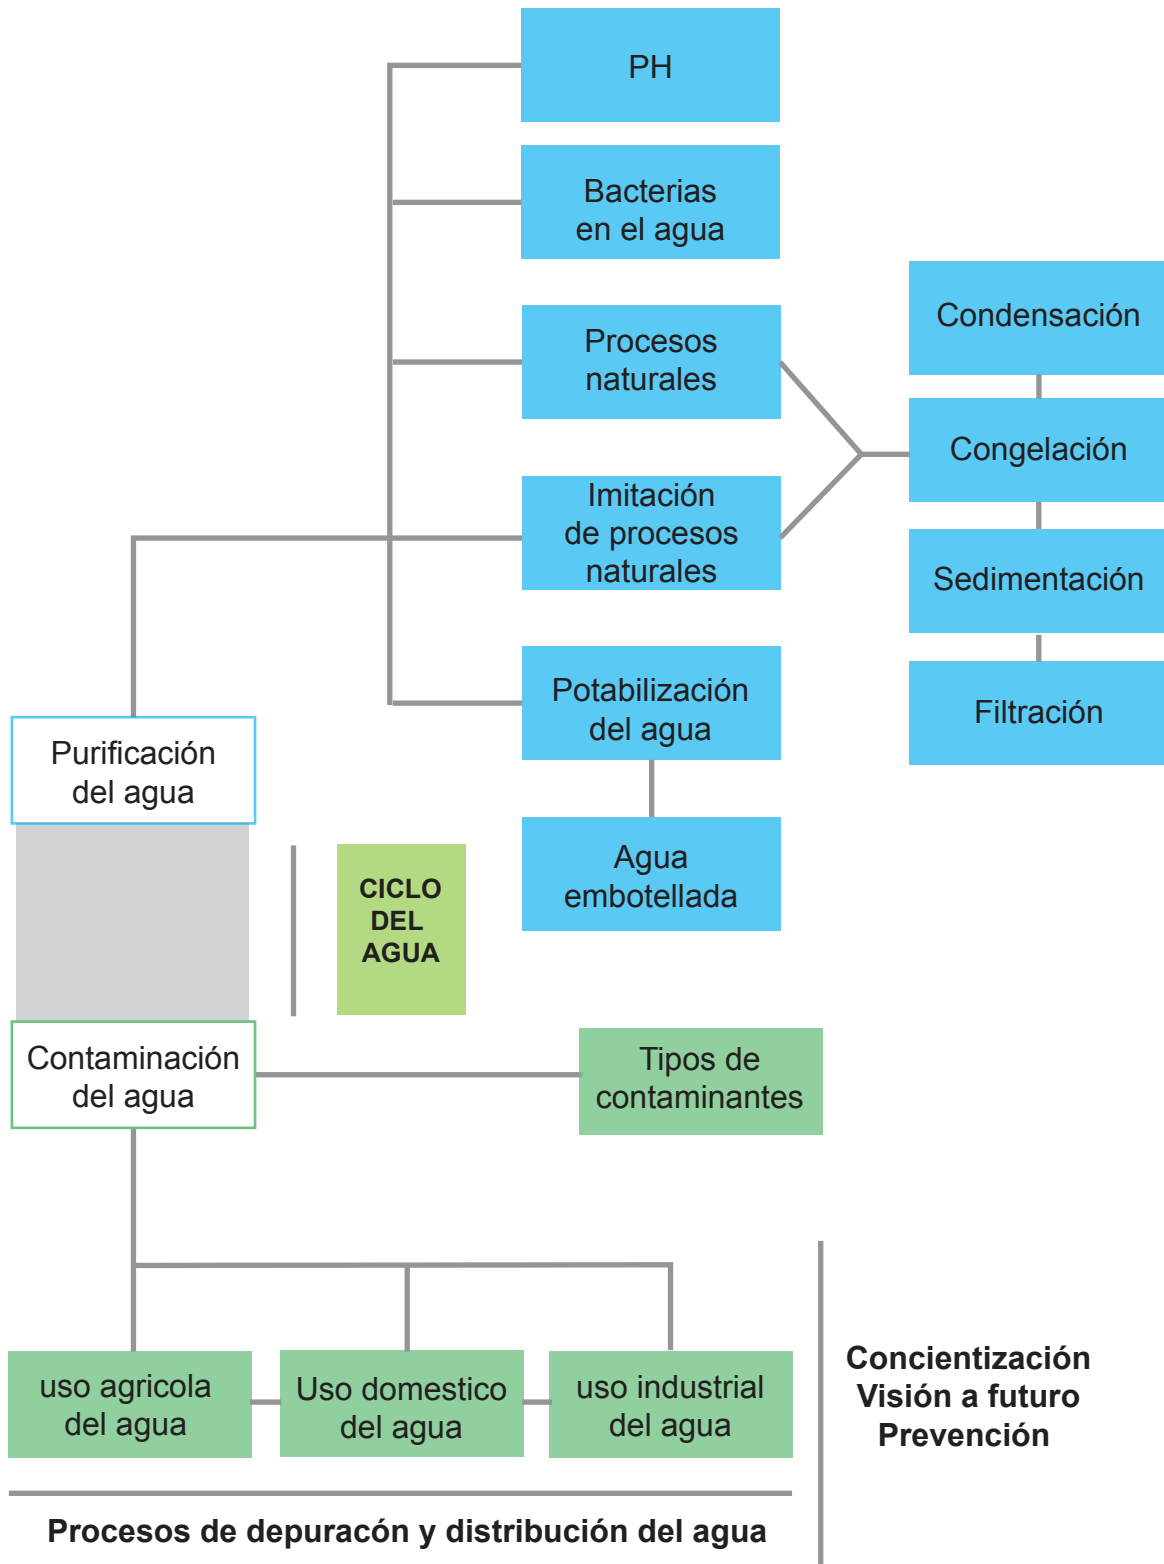 PH
Bacterias
en el agua
Procesos
naturales
Imitación
de procesos
naturales
Potabilización
del agua
Agua
embotellada
Condensación
Congelación
Sedimentación
Filtración
Purificación
del agua
CICLO
DEL
AGUA
Contaminación
del agua
Tipos de
contaminantes
uso agricola
del agua
Uso domestico
del agua
uso industrial
del agua
Concientización
Visión a futuro
Prevención
Procesos de depuracón y distribución del agua